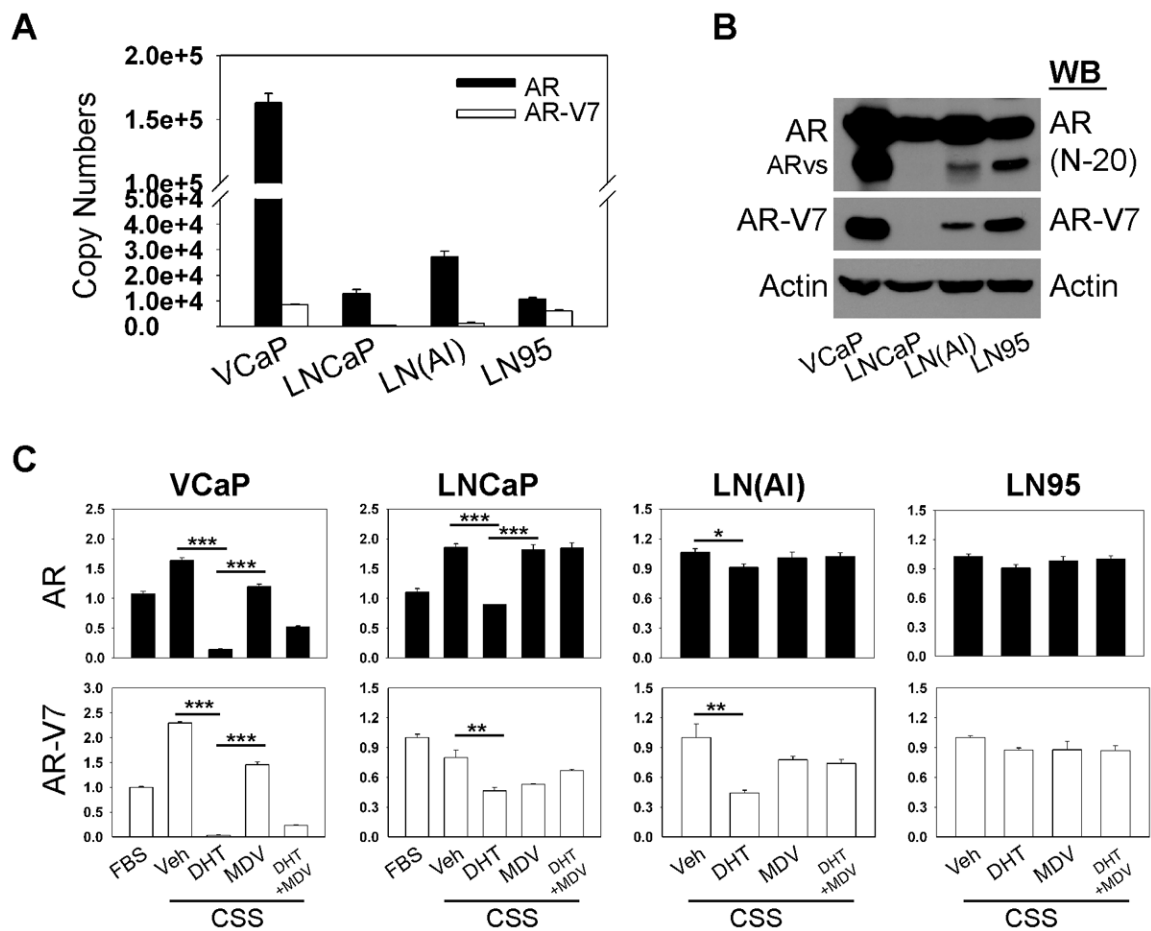 A
2.0e+5
1.5e+5
1.0e+5
5.0e+4
4.0e+4
3.0e+4
2.0e+4
1.0e+4
0.0
Copy Numbers
AR
AR-V7
VCaP
LNCaP
LN(AI)
LN95
B
WB
AR
ARvs
AR
(N-20)
AR-V7
AR-V7
Actin
Actin
VCaP
LNCaP
LN(AI)
LN95
C
VCaP
LNCaP
LN(AI)
LN95
AR
2.5
2.0
1.5
1.0
0.5
0.0
***
***
2.5
2.0
1.5
1.0
0.5
0.0
***
***
1.5
1.2
0.9
0.6
0.3
0.0
*
1.5
1.2
0.9
0.6
0.3
0.0
AR-V7
3.0
2.5
2.0
1.5
1.0
0.5
0.0
***
***
1.5
1.2
0.9
0.6
0.3
0.0
**
1.5
1.2
0.9
0.6
0.3
0.0
**
1.5
1.2
0.9
0.6
0.3
0.0
FBS
Veh
DHT
MDV
DHT
+MDV
CSS
FBS
Veh
DHT
MDV
DHT
+MDV
CSS
Veh
DHT
MDV
DHT
+MDV
CSS
Veh
DHT
MDV
DHT
+MDV
CSS